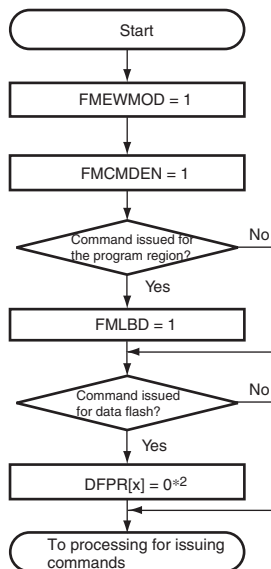 Start
FMEWMOD = 1
FMCMDEN = 1
Command issued for
the program region?
No
Yes
FMLBD = 1
Command issued
for data flash?
No
Yes
DFPR[x] = 0*2
To processing for issuing
commands